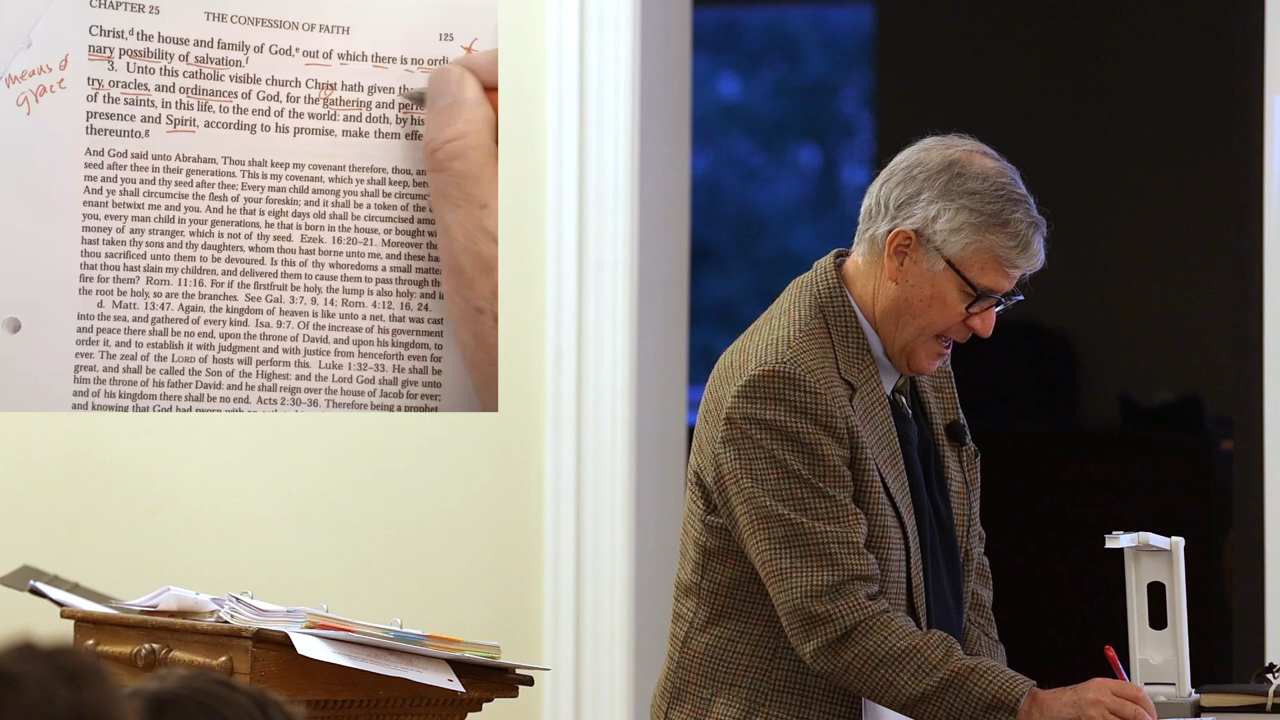 CHAPTER 25 THE CONFESSION OF FAITH 125
Christ,ᵈ the house and family of God,ᵉ out of which there is no ordi-
nary possibility of salvation.ᶠ
means of
grace
3. Unto this catholic visible church Christ hath given
try, oracles, and ordinances of God, for the gathering and
of the saints, in this life, to the end of the world: and doth, by his
presence and Spirit, according to his promise, make them
thereunto.ᵍ
And God said unto Abraham, Thou shalt keep my covenant therefore, thou,
seed after thee in their generations. This is my covenant, which ye shall keep,
me and you and thy seed after thee; Every man child among you shall be
And ye shall circumcise the flesh of your foreskin; and it shall be a token of the
enant betwixt me and you. And he that is eight days old shall be circumcised
you, every man child in your generations, he that is born in the house, or bought
money of any stranger, which is not of thy seed. Ezek. 16:20–21. Moreover
hast taken thy sons and thy daughters, whom thou hast borne unto me, and these
thou sacrificed unto them to be devoured. Is this of thy whoredoms a small
that thou hast slain my children, and delivered them to cause them to pass through
fire for them? Rom. 11:16. For if the firstfruit be holy, the lump is also holy: and
the root be holy, so are the branches. See Gal. 3:7, 9, 14; Rom. 4:12, 16, 24.
d. Matt. 13:47. Again, the kingdom of heaven is like unto a net, that was cast
into the sea, and gathered of every kind. Isa. 9:7. Of the increase of his government
and peace there shall be no end, upon the throne of David, and upon his kingdom, to
order it, and to establish it with judgment and with justice from henceforth even for
ever. The zeal of the LORD of hosts will perform this. Luke 1:32–33. He shall be
great, and shall be called the Son of the Highest: and the Lord God shall give unto
him the throne of his father David: and he shall reign over the house of Jacob for ever;
and of his kingdom there shall be no end. Acts 2:30–36. Therefore being a prophet,
and knowing that God had sworn with an oath